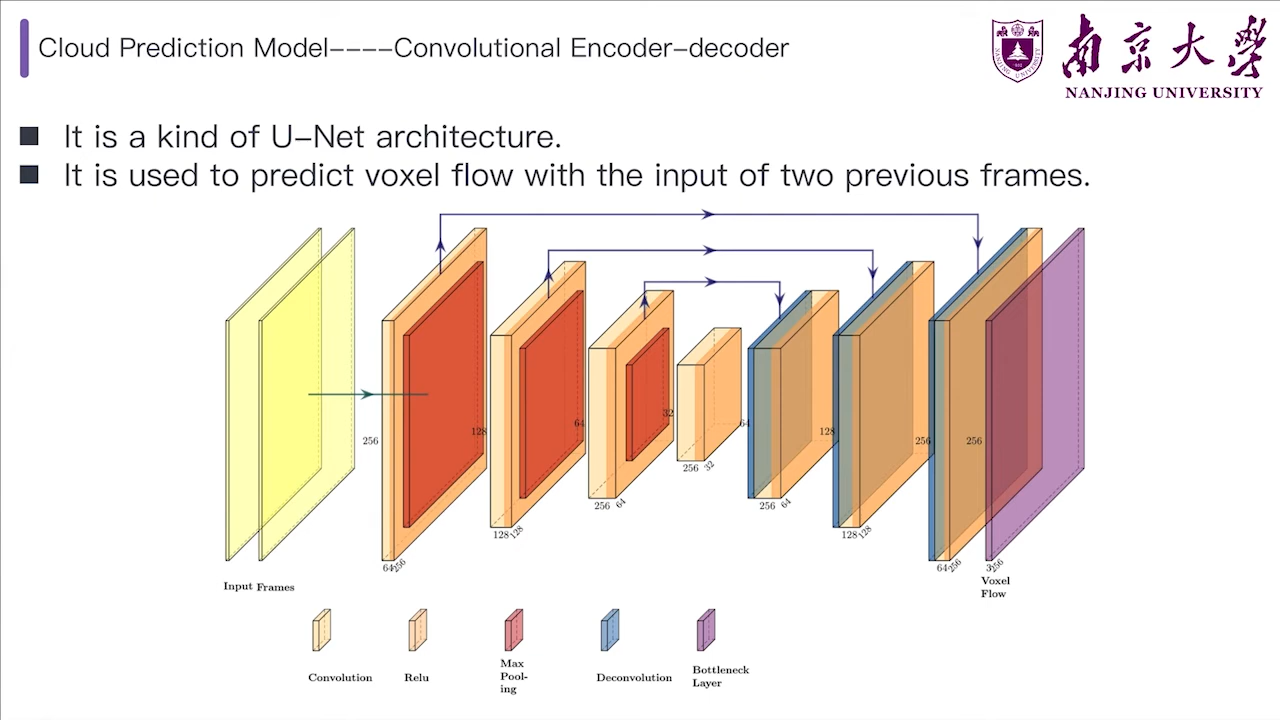 Cloud Prediction Model----Convolutional Encoder-decoder
南京大學
NANJING UNIVERSITY
It is a kind of U-Net architecture.
It is used to predict voxel flow with the input of two previous frames.
256
128
64
32
64
128
256
256
256 32
256 64
256 64
128 128
128 128
64 256
64 256
3 256
Input Frames
Voxel
Flow
Convolution
Relu
Max
Pool-
ing
Deconvolution
Bottleneck
Layer